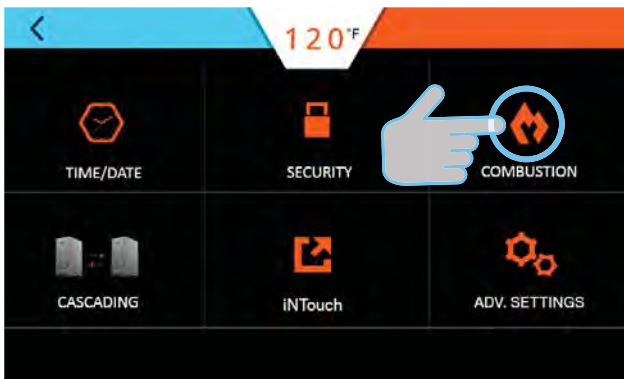 120°F
TIME/DATE
SECURITY
COMBUSTION
CASCADING
iNTouch
ADV. SETTINGS